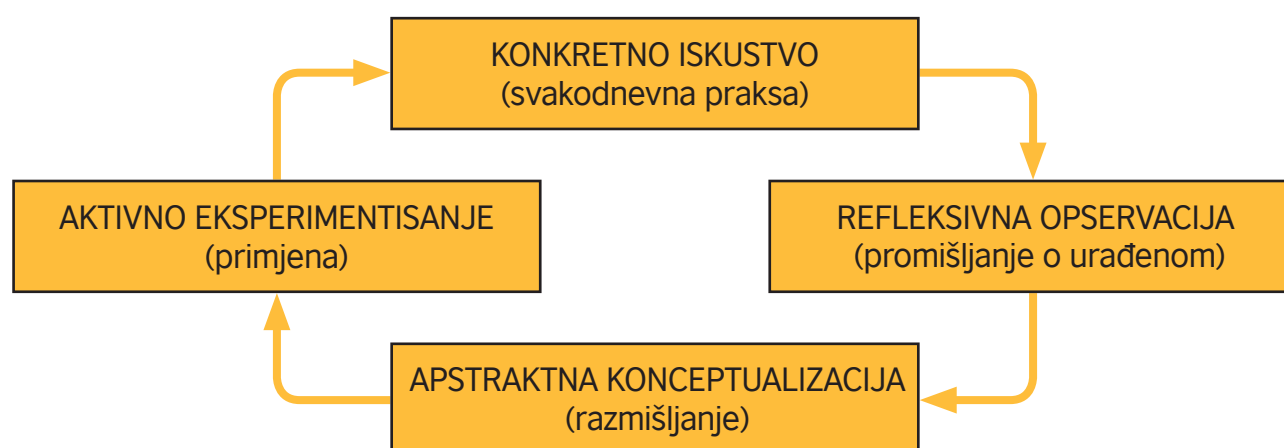 KONKRETNO ISKUSTVO
(svakodnevna praksa)
AKTIVNO EKSPERIMENTISANJE
(primjena)
REFLEKSIVNA OPSERVACIJA
(promišljanje o urađenom)
APSTRAKTNA KONCEPTUALIZACIJA
(razmišljanje)